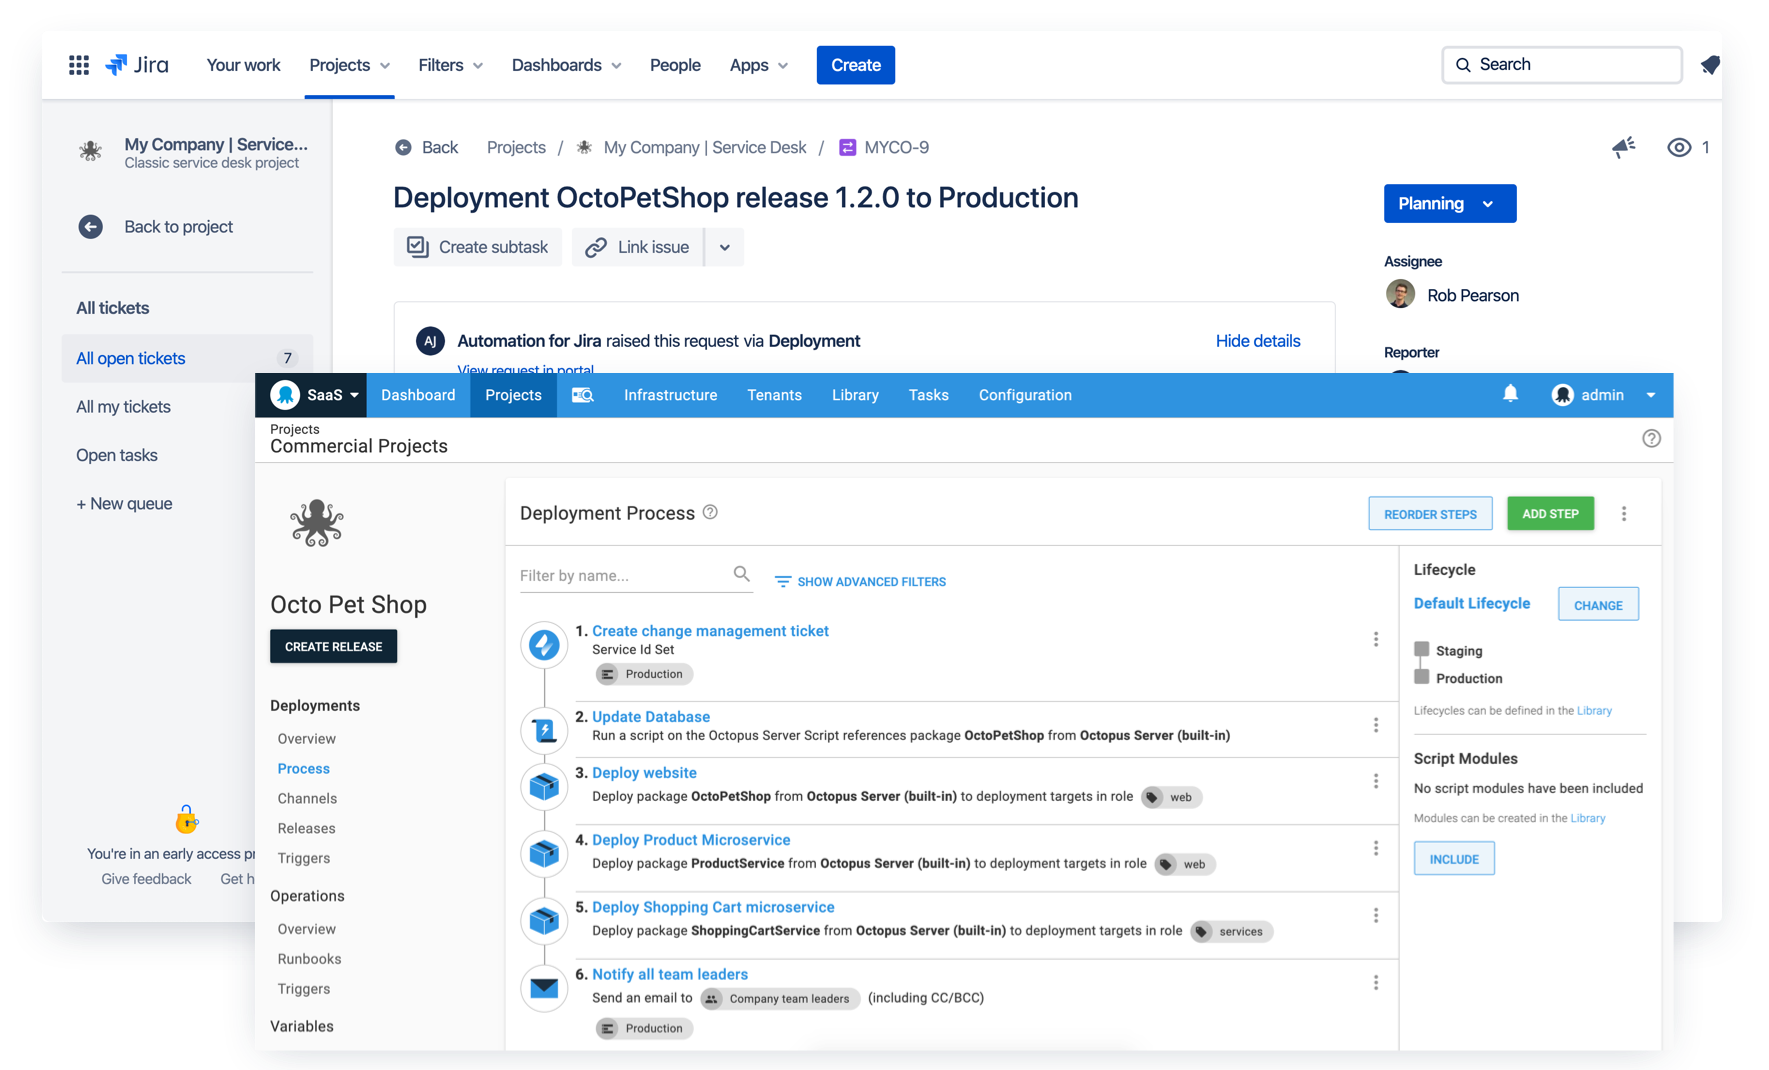 Jira Your work Projects Filters Dashboards People Apps Create Search
My Company | Service...
Classic service desk project
Back to project
All tickets
All open tickets 7
All my tickets
Open tasks
+ New queue
You're in an early access pr
Give feedback Get h
Back Projects / My Company | Service Desk / MYCO-9 1
Deployment OctoPetShop release 1.2.0 to Production
Create subtask Link issue
Planning
Assignee
Rob Pearson
Reporter
AJ Automation for Jira raised this request via Deployment Hide details
View request in portal
SaaS Dashboard Projects Infrastructure Tenants Library Tasks Configuration admin
Projects
Commercial Projects
Octo Pet Shop
CREATE RELEASE
Deployments
Overview
Process
Channels
Releases
Triggers
Operations
Overview
Runbooks
Triggers
Variables
Deployment Process REORDER STEPS ADD STEP
Filter by name... SHOW ADVANCED FILTERS
1. Create change management ticket
Service Id Set
Production
2. Update Database
Run a script on the Octopus Server Script references package OctoPetShop from Octopus Server (built-in)
3. Deploy website
Deploy package OctoPetShop from Octopus Server (built-in) to deployment targets in role web
4. Deploy Product Microservice
Deploy package ProductService from Octopus Server (built-in) to deployment targets in role web
5. Deploy Shopping Cart microservice
Deploy package ShoppingCartService from Octopus Server (built-in) to deployment targets in role services
6. Notify all team leaders
Send an email to Company team leaders (including CC/BCC)
Production
Lifecycle
Default Lifecycle CHANGE
Staging
Production
Lifecycles can be defined in the Library
Script Modules
No script modules have been included
Modules can be created in the Library
INCLUDE